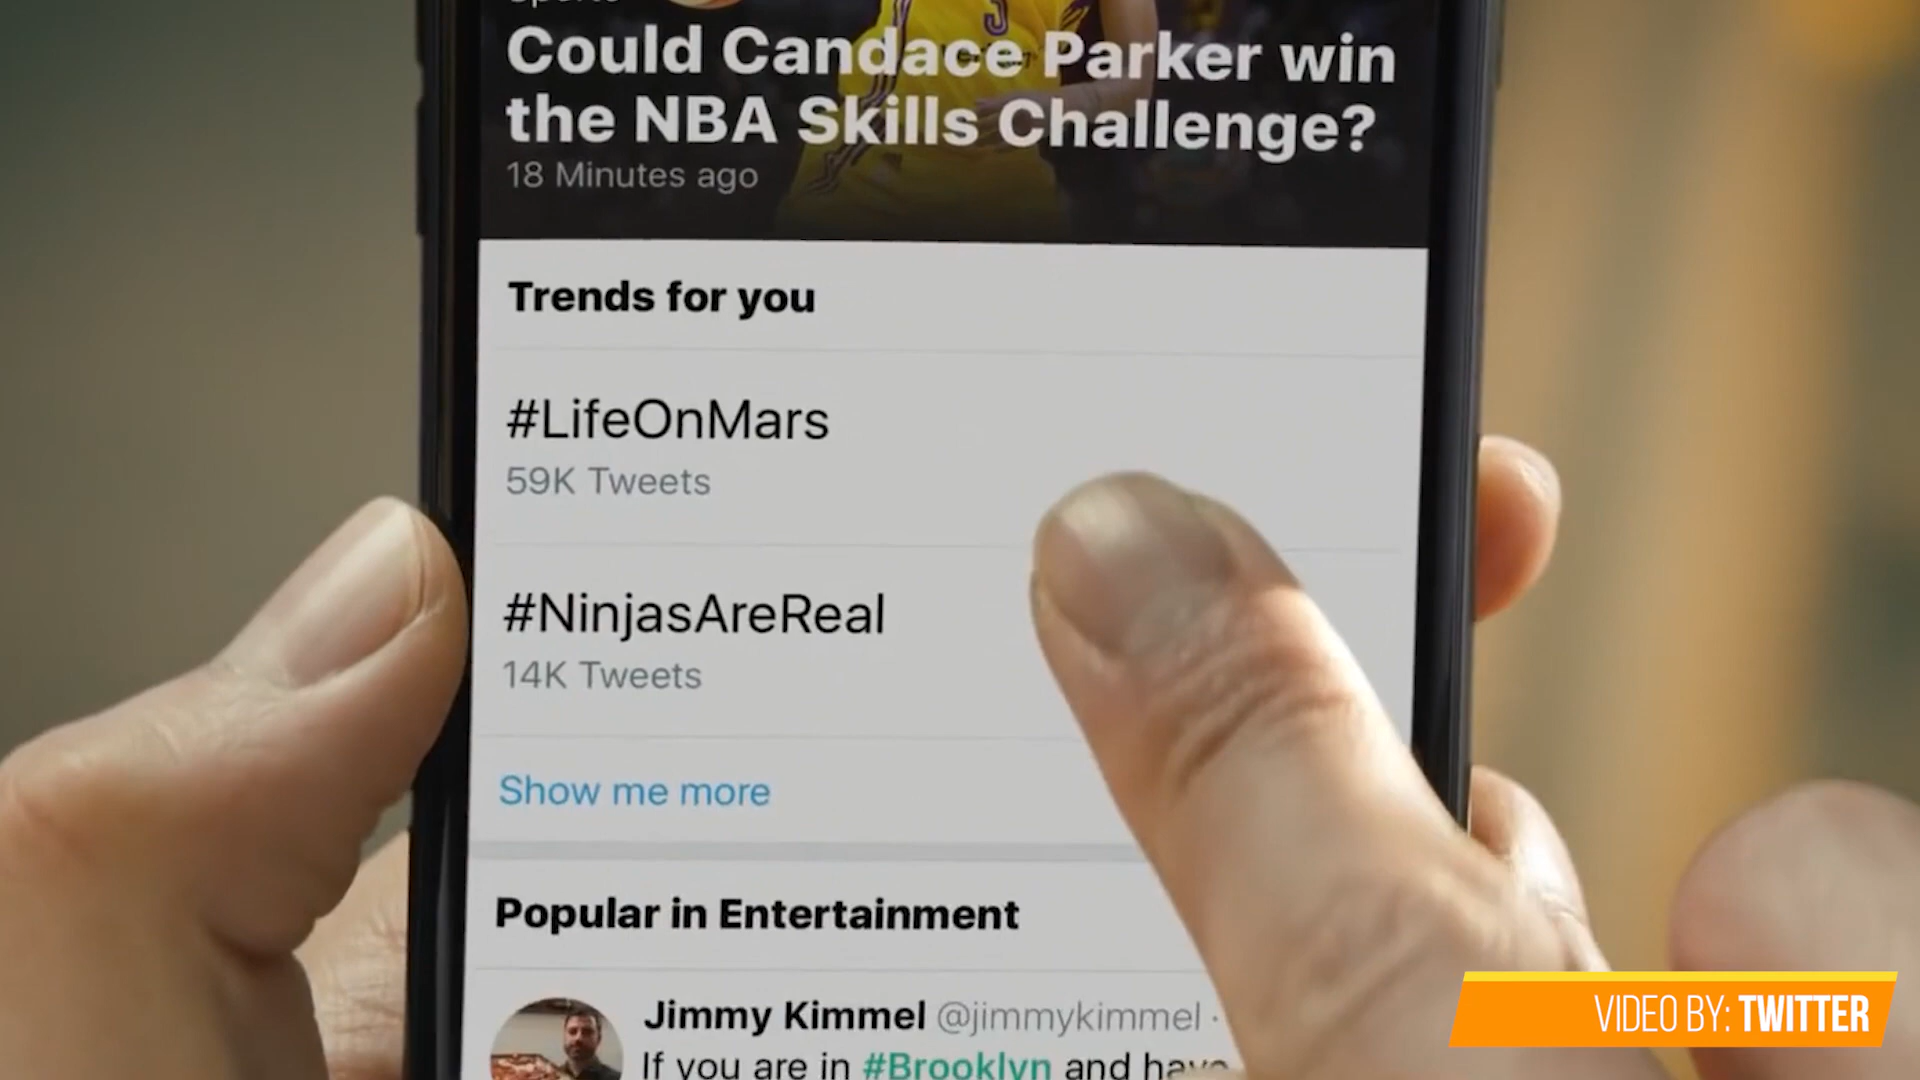 Sports
Could Candace Parker win
the NBA Skills Challenge?
18 Minutes ago
Trends for you
#LifeOnMars
59K Tweets
#NinjasAreReal
14K Tweets
Show me more
Popular in Entertainment
Jimmy Kimmel @jimmykimmel ·
If you are in #Brooklyn and have
VIDEO BY: TWITTER